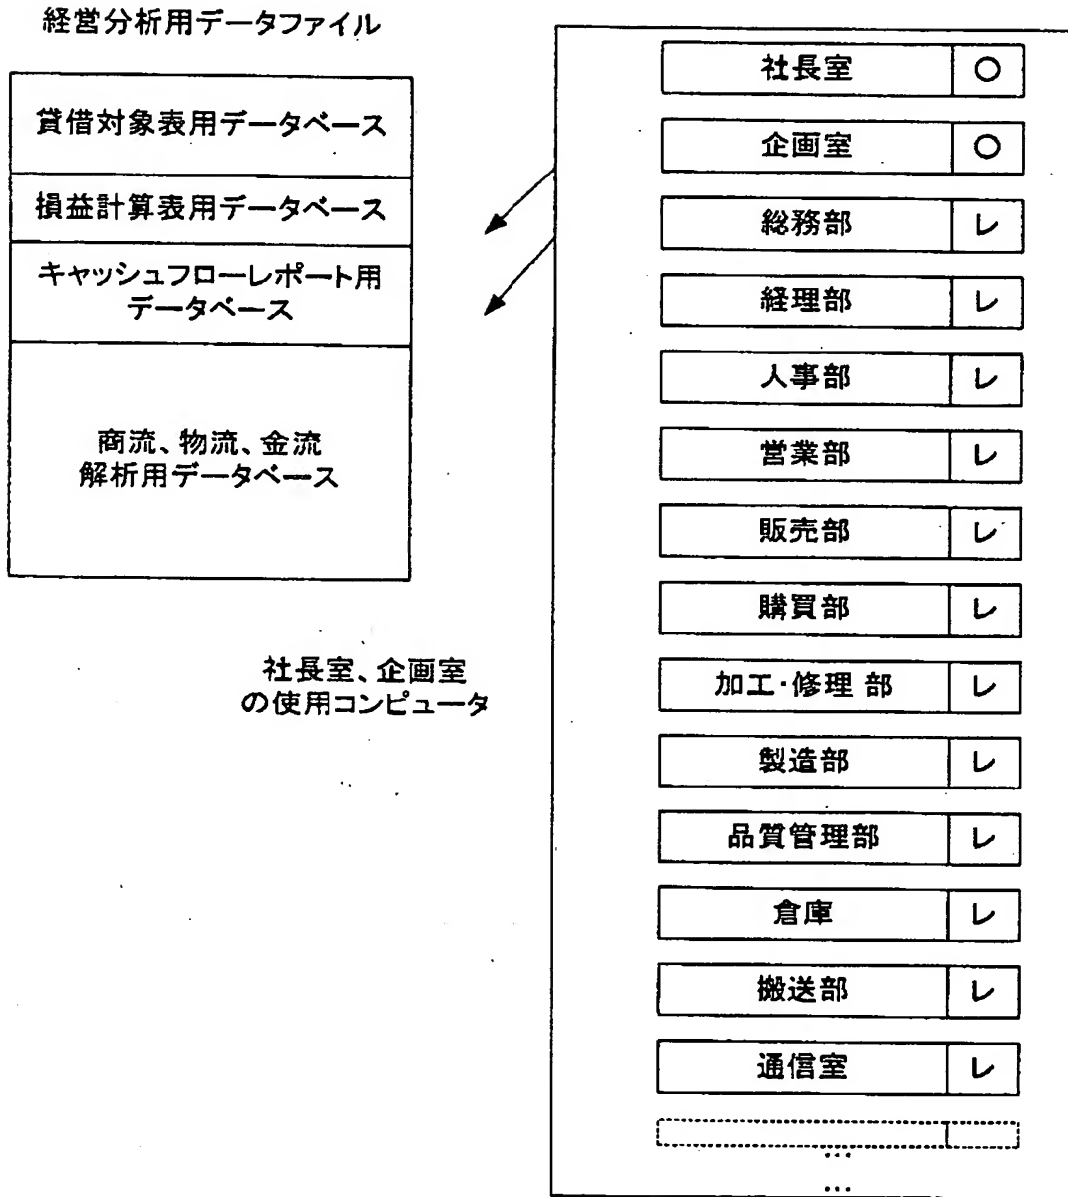 経営分析用データファイル
貸借対象表用データベース
損益計算表用データベース
キャッシュフローレポート用
データベース
商流、物流、金流
解析用データベース
社長室、企画室
の使用コンピュータ
社長室 ○
企画室 ○
総務部 レ
経理部 レ
人事部 レ
営業部 レ
販売部 レ
購買部 レ
加工・修理 部 レ
製造部 レ
品質管理部 レ
倉庫 レ
搬送部 レ
通信室 レ
...
...